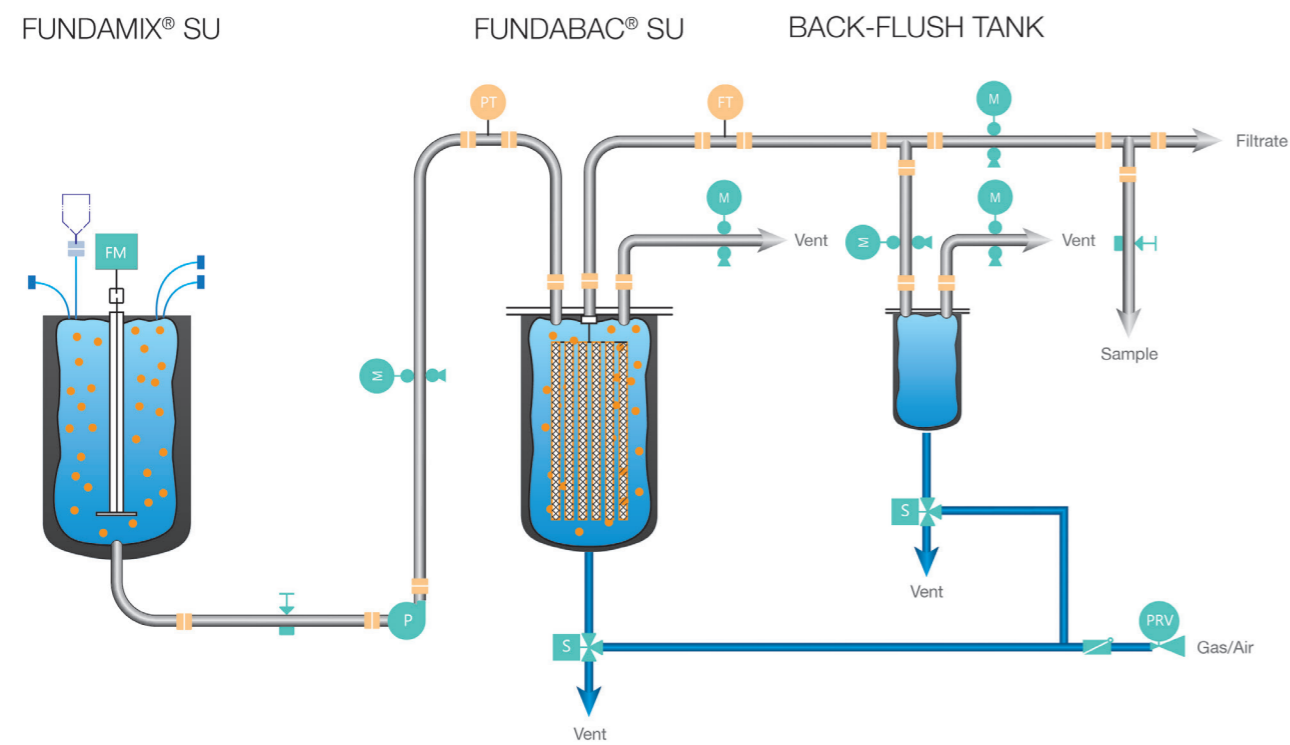 FUNDAMIX® SU
FUNDABAC® SU
BACK-FLUSH TANK
PT
FT
M
Filtrate
M
Vent
M
M
Vent
FM
Sample
M
S
Vent
P
S
PRV
Gas/Air
Vent